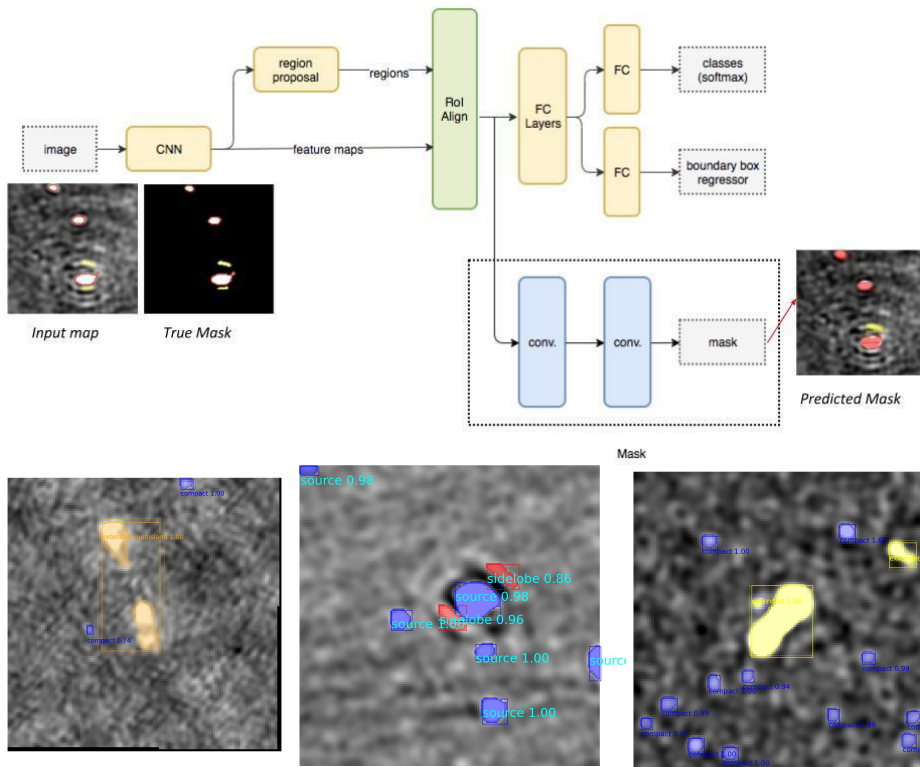 region
proposal
regions
RoI
Align
FC
Layers
FC
classes
(softmax)
image
CNN
feature maps
FC
boundary box
regressor
Input map
True Mask
conv.
conv.
mask
Predicted Mask
Mask
compact 1.00
compact 0.74
source 0.98
sidelobe 0.86
source 0.98
source 1.00
sidelobe 0.96
source 1.00
source
source 1.00
compact 1.00
compact 0.99
compact 0.94
compact 1.00